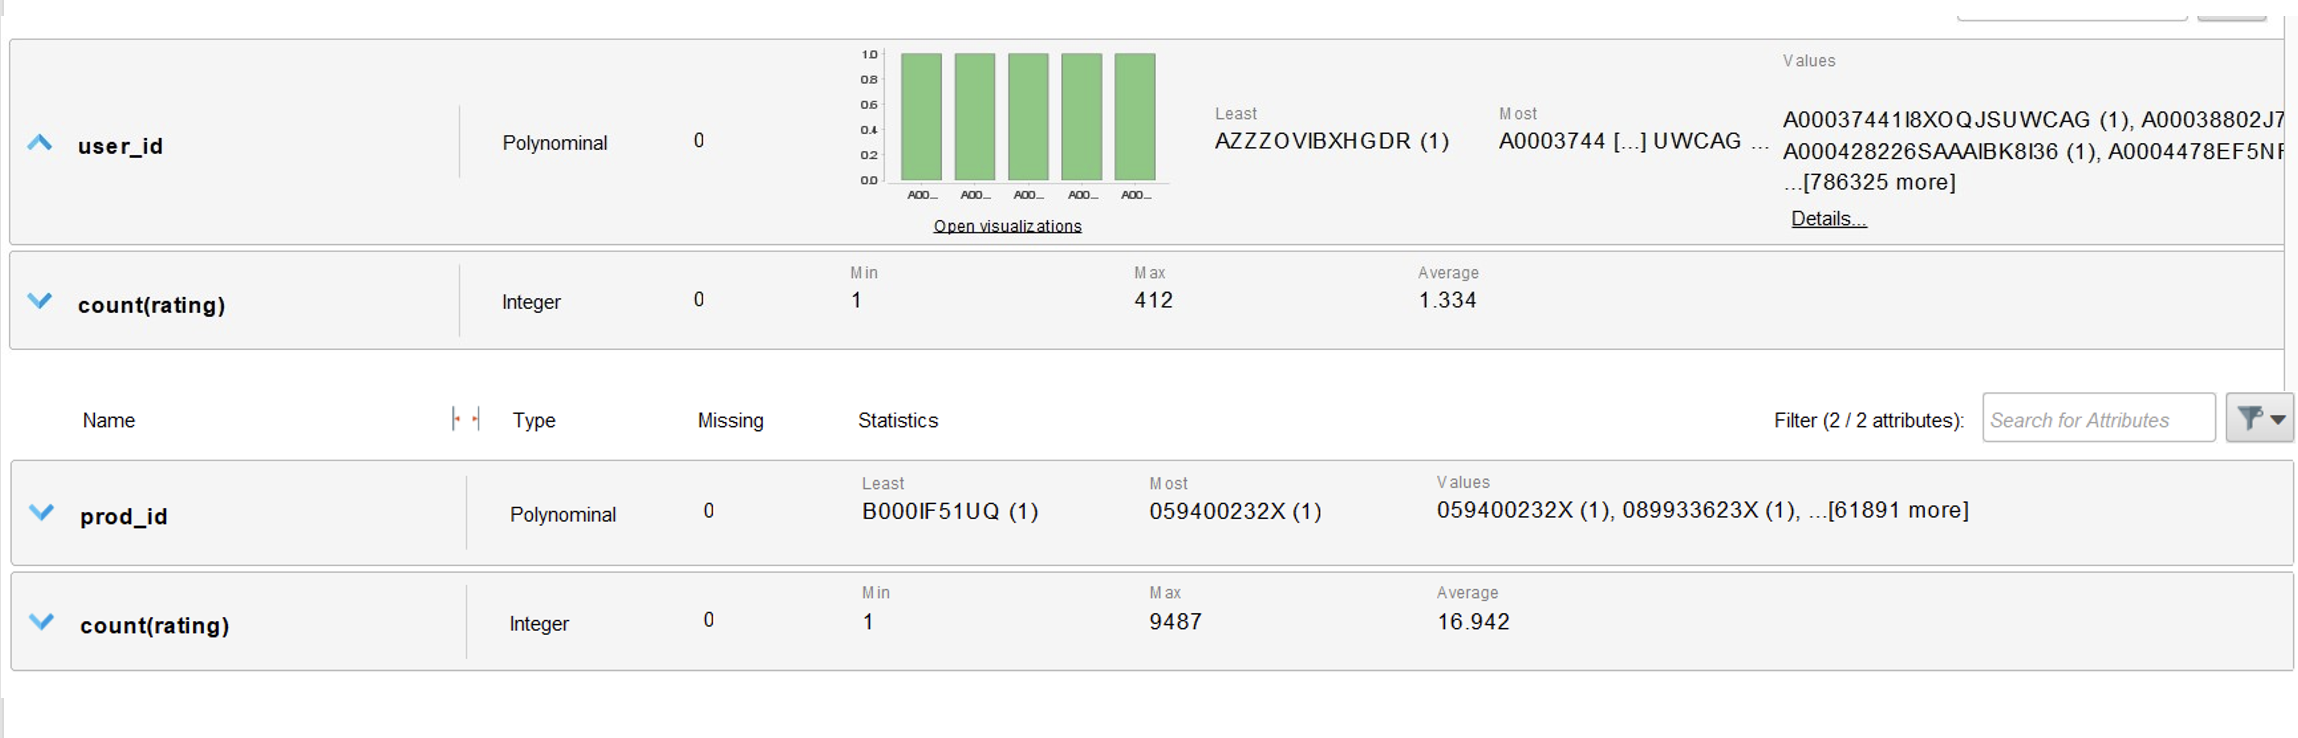 Values
1.0
0.8
0.6
0.4
0.2
0.0
A00... A00... A00... A00... A00...
Open visualizations
user_id
Polynominal
0
Least
AZZZOVIBXHGDR (1)
Most
A0003744 [...] UWCAG ...
A00037441I8XOQJSUWCAG (1), A00038802J7
A000428226SAAAIBK8I36 (1), A0004478EF5NF
...[786325 more]
Details...
count(rating)
Integer
0
Min
1
Max
412
Average
1.334
Name Type Missing Statistics Filter (2 / 2 attributes): Search for Attributes
prod_id
Polynominal
0
Least
B000IF51UQ (1)
Most
059400232X (1)
Values
059400232X (1), 089933623X (1), ...[61891 more]
count(rating)
Integer
0
Min
1
Max
9487
Average
16.942